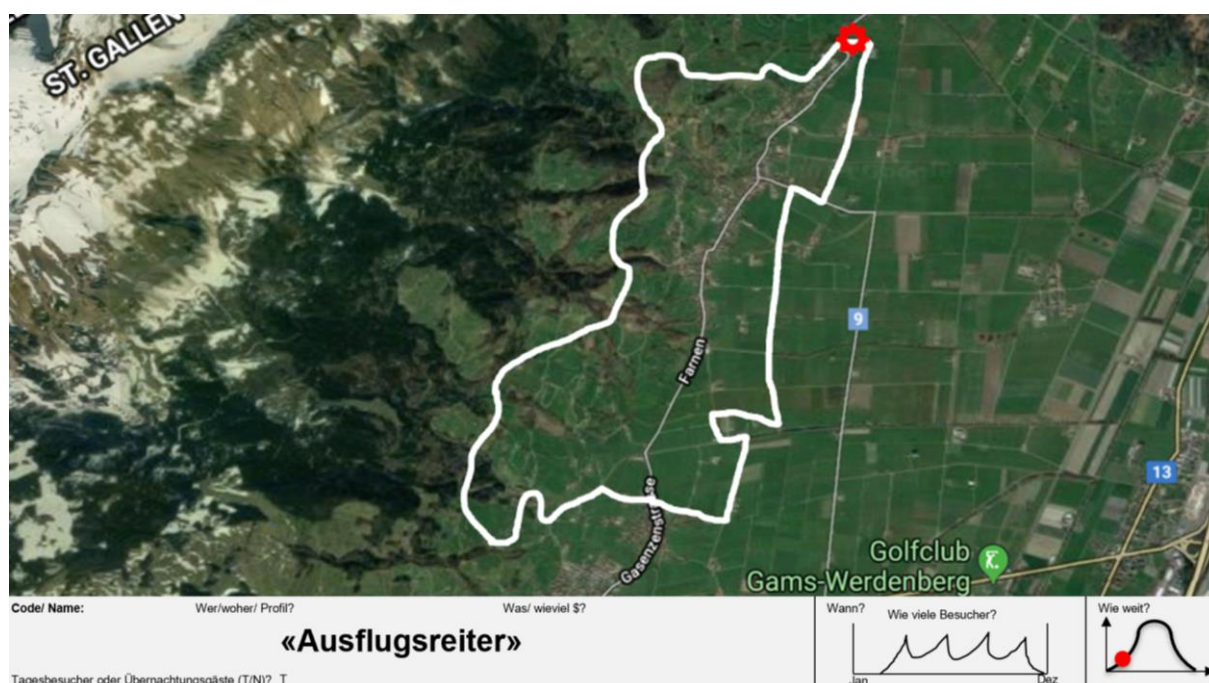 ST. GALLEN
9
Farnen
13
Gasenzenstrasse
Golfclub
Gams-Werdenberg
Code/ Name:
Wer/woher/ Profil?
Was/ wieviel $?
«Ausflugsreiter»
Tagesbesucher oder Übernachtungsgäste (T/N)? T
Wann?
Wie viele Besucher?
Jan
Dez
Wie weit?